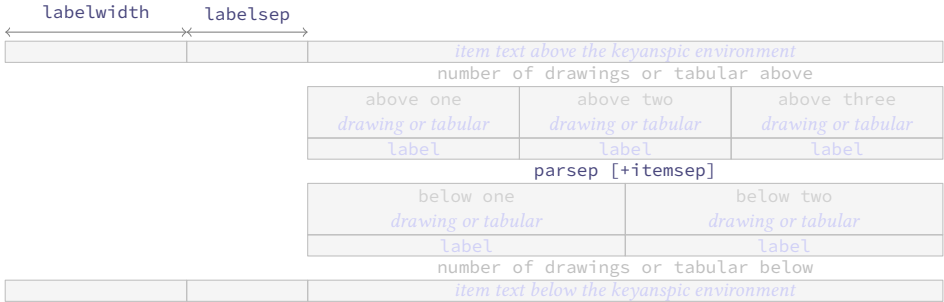 labelwidth labelsep
item text above the keyanspic environment
number of drawings or tabular above
above one above two above three
drawing or tabular drawing or tabular drawing or tabular
label label label
parsep [+itemsep]
below one below two
drawing or tabular drawing or tabular
label label
number of drawings or tabular below
item text below the keyanspic environment